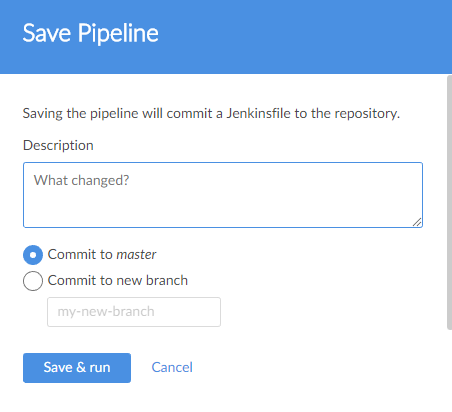 Save Pipeline
Saving the pipeline will commit a Jenkinsfile to the repository.
Description
What changed?
Commit to master
Commit to new branch
my-new-branch
Save & run Cancel